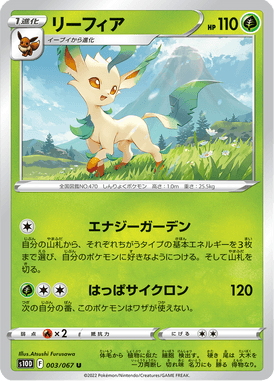 1進化
リーフィア
HP 110
イーブイから進化
全国図鑑NO.470 しんりょくポケモン 高さ：1.0m 重さ：25.5kg
エナジーガーデン
自分の山札から、それぞれちがうタイプの基本エネルギーを3枚
まで選び、自分のポケモンに好きなようにつける。そして山札を
切る。
はっぱサイクロン 120
次の自分の番、このポケモンはワザが使えない。
弱点 ×2 抵抗力 にげる
Illus. Atsushi Furusawa
s10D F 003/067 U
体の
©2022 Pokémon/Nintendo/Creatures/GAME FREAK.